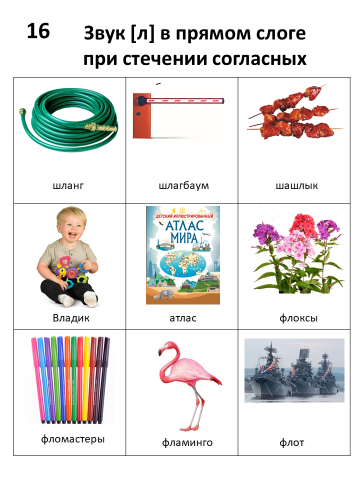 16
Звук [л] в прямом слоге
при стечении согласных
шланг
шлагбаум
шашлык
ДЕТСКИЙ ИЛЛЮСТРИРОВАННЫЙ
АТЛАС
МИРА
Владик
атлас
флоксы
фломастеры
фламинго
флот